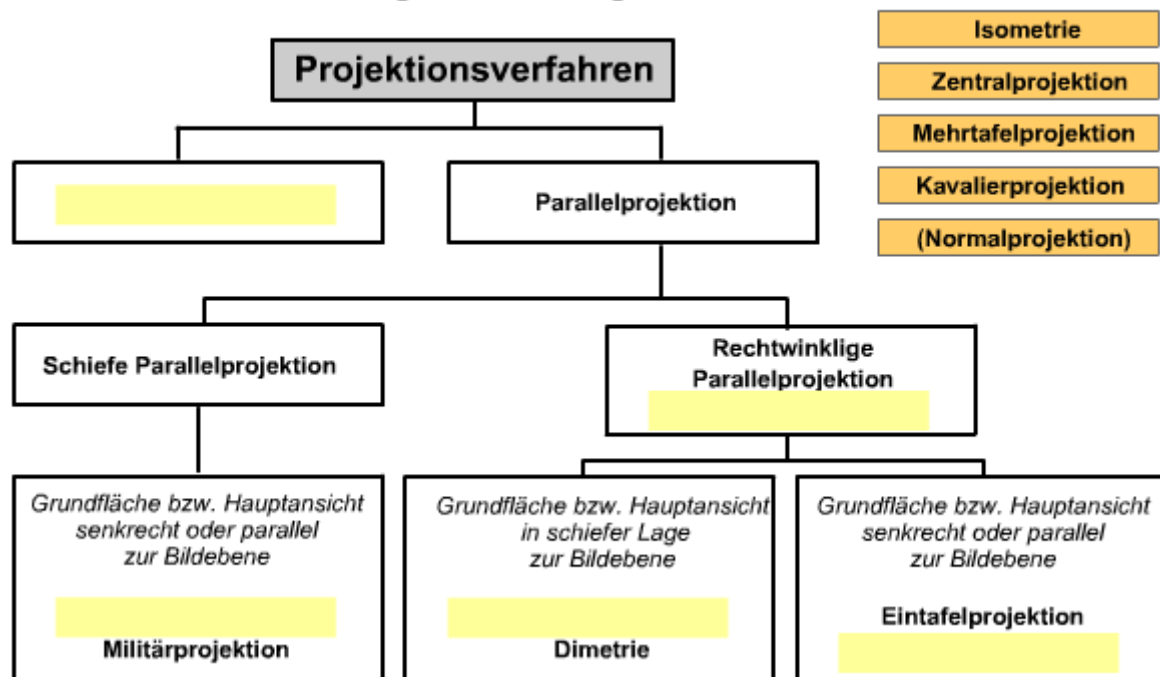 Projektionsverfahren
Isometrie
Zentralprojektion
Mehrtafelprojektion
Kavalierprojektion
(Normalprojektion)
Parallelprojektion
Schiefe Parallelprojektion
Rechtwinklige
Parallelprojektion
Grundfläche bzw. Hauptansicht
senkrecht oder parallel
zur Bildebene
Militärprojektion
Grundfläche bzw. Hauptansicht
in schiefer Lage
zur Bildebene
Dimetrie
Grundfläche bzw. Hauptansicht
senkrecht oder parallel
zur Bildebene
Eintafelprojektion